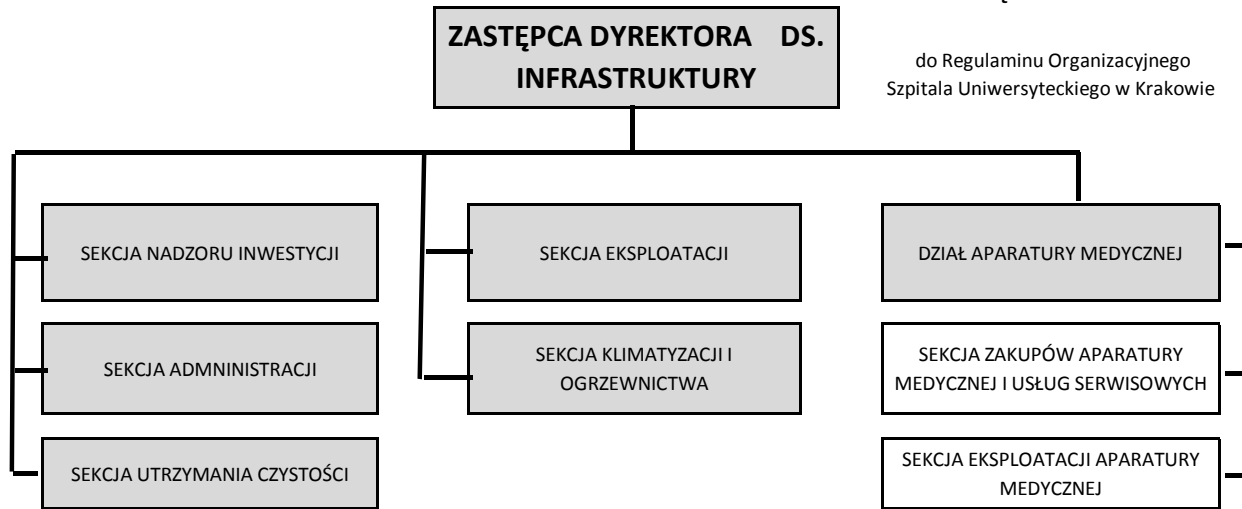 ZASTĘPCA DYREKTORA DS.
INFRASTRUKTURY
do Regulaminu Organizacyjnego
Szpitala Uniwersyteckiego w Krakowie
SEKCJA NADZORU INWESTYCJI
SEKCJA EKSPLOATACJI
DZIAŁ APARATURY MEDYCZNEJ
SEKCJA ADMNINISTRACJI
SEKCJA KLIMATYZACJI I
OGRZEWNICTWA
SEKCJA ZAKUPÓW APARATURY
MEDYCZNEJ I USŁUG SERWISOWYCH
SEKCJA UTRZYMANIA CZYSTOŚCI
SEKCJA EKSPLOATACJI APARATURY
MEDYCZNEJ